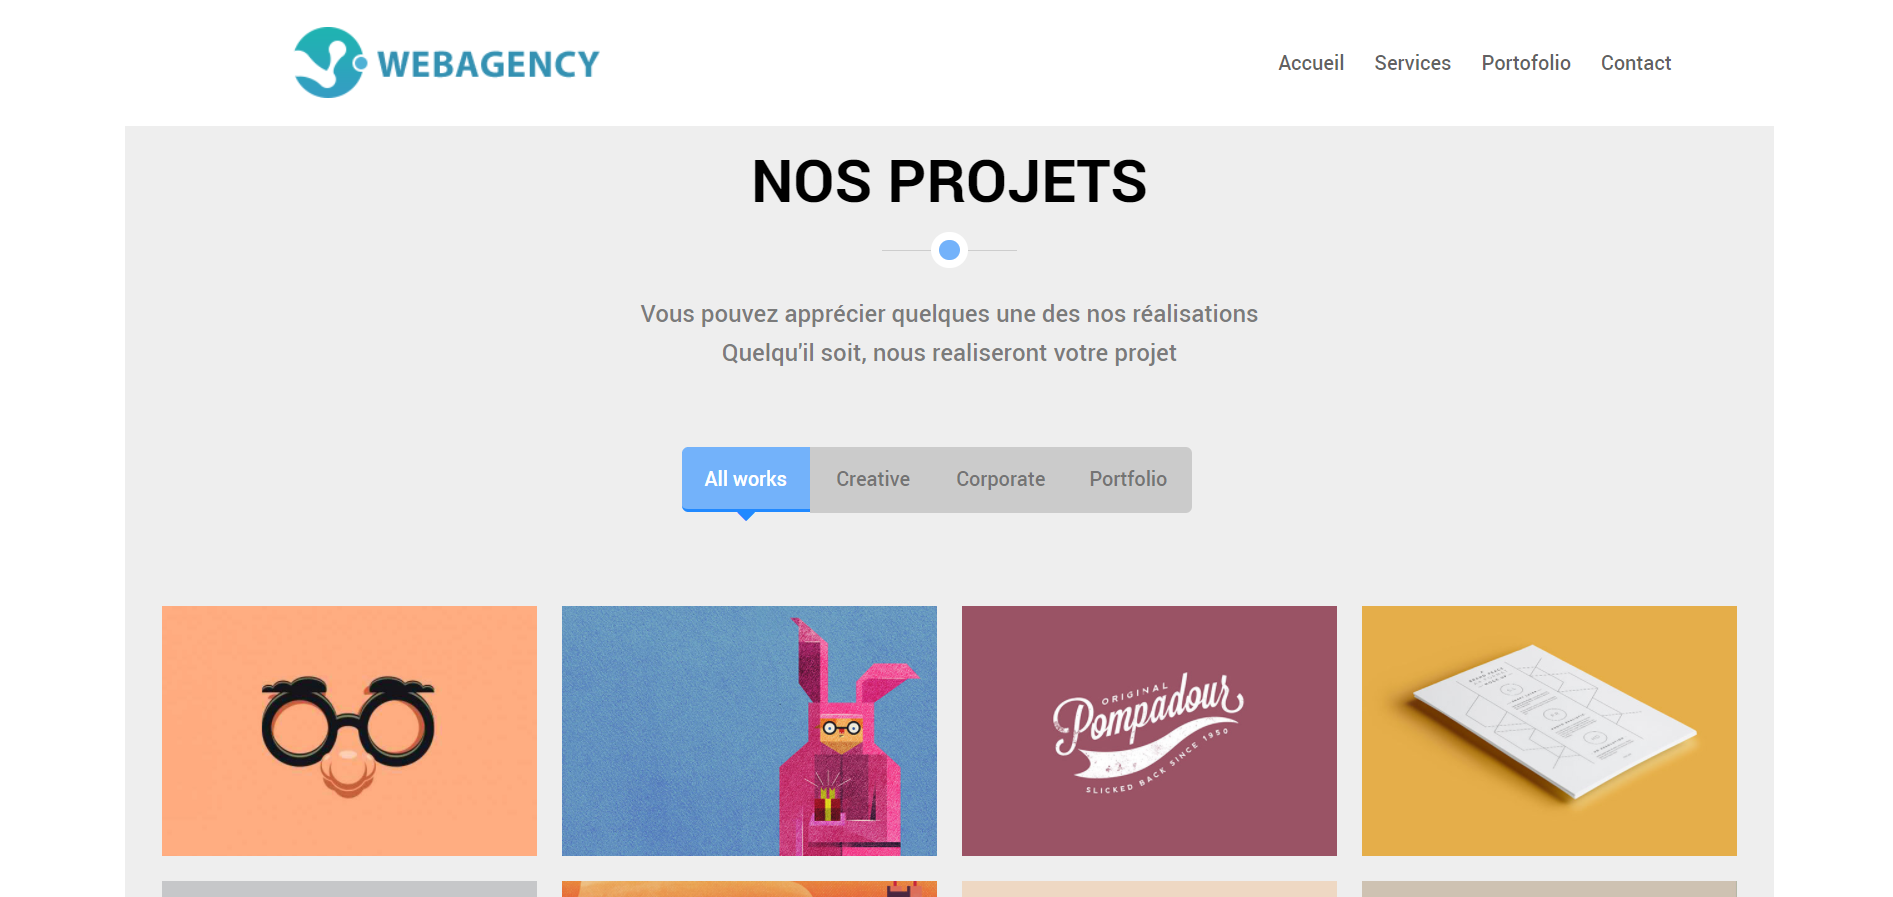 WEBAGENCY
Accueil Services Portofolio Contact
NOS PROJETS
Vous pouvez apprécier quelques une des nos réalisations
Quelqu'il soit, nous realiseront votre projet
All works Creative Corporate Portfolio
ORIGINAL
Pompadour
SLICKED BACK SINCE 1950